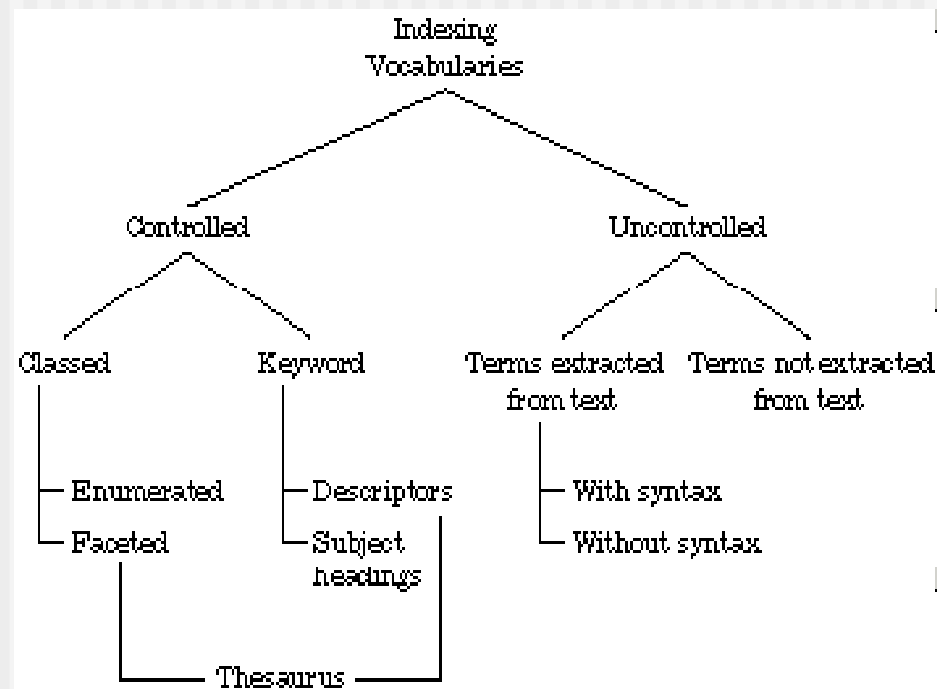 Indexing
Vocabularies
Controlled
Uncontrolled
Classed
Keyword
Terms extracted
from text
Terms not extracted
from text
Enumerated
Faceted
Descriptors
Subject
headings
With syntax
Without syntax
Thesaurus